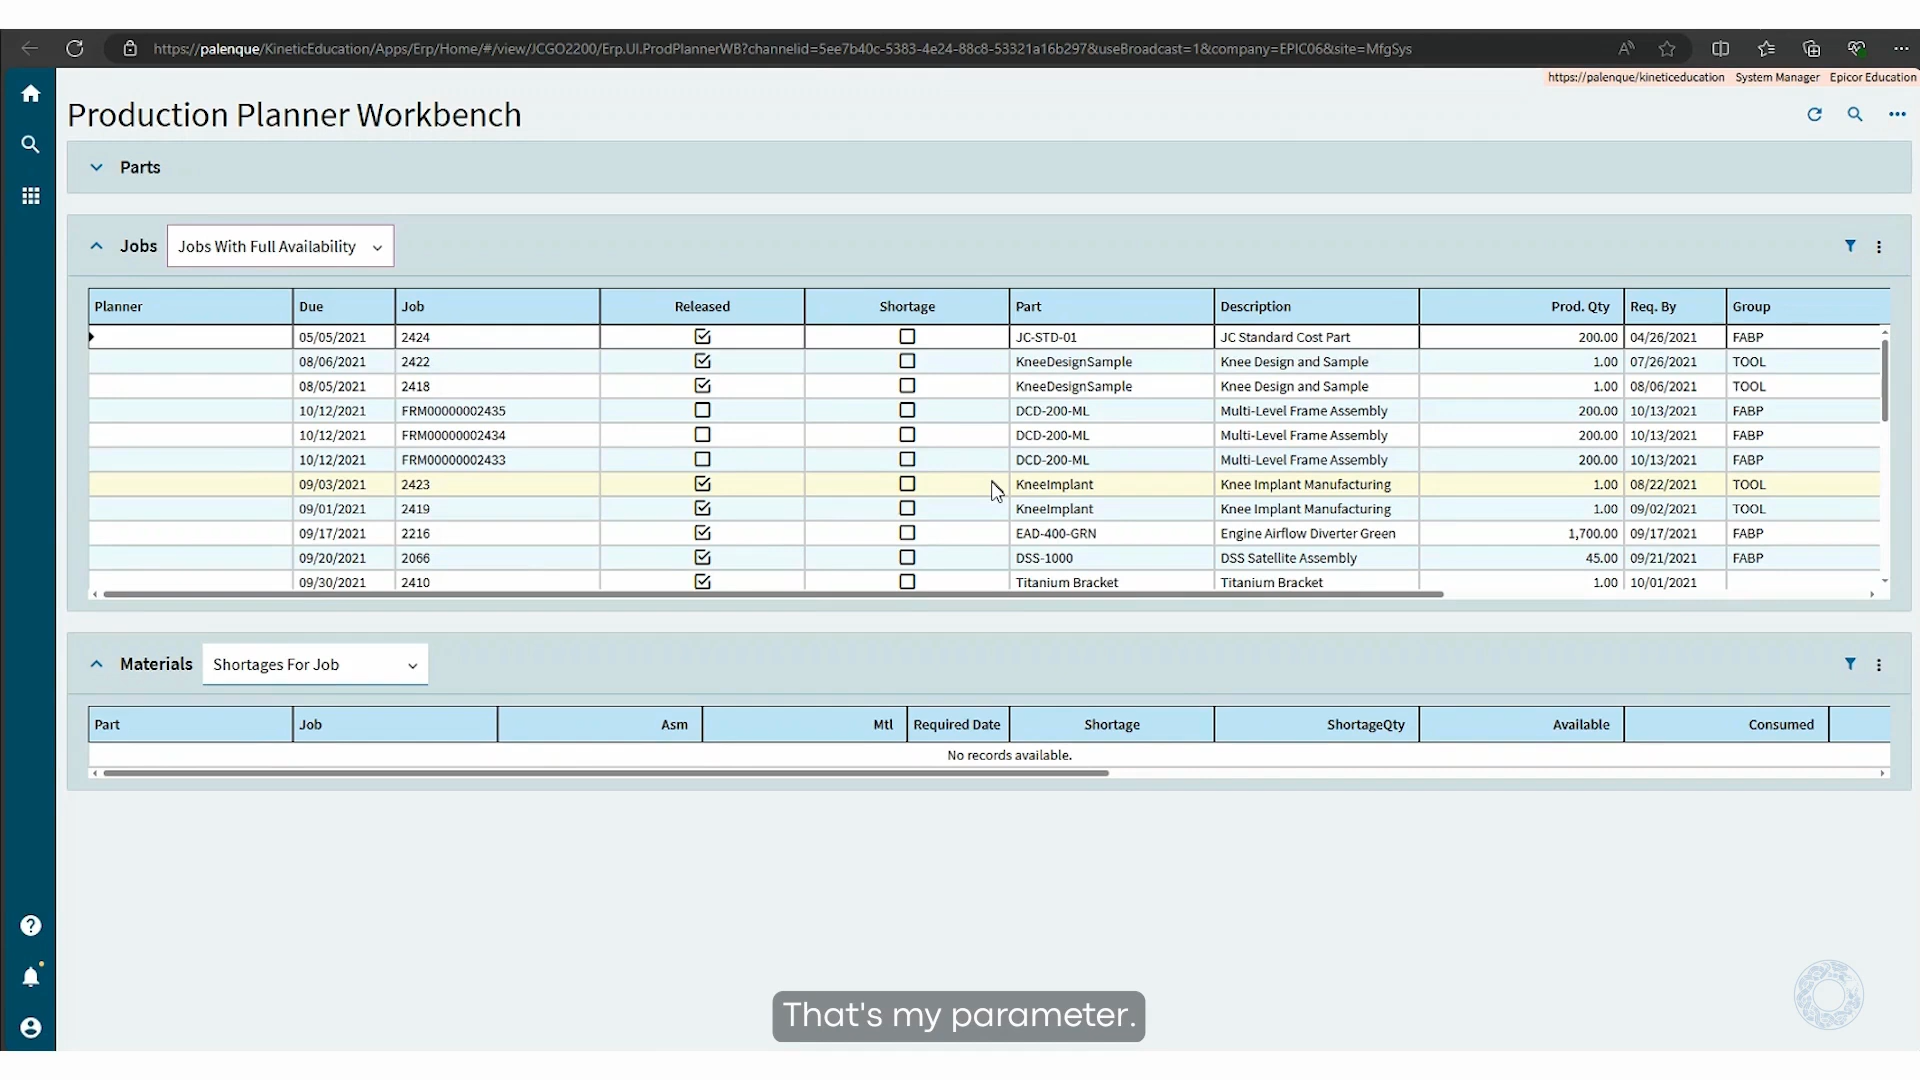 https://palenque/KineticEducation/Apps/Erp/Home/#/view/JCGO2200/Erp.UI.ProdPlannerWB?channelid=5ee7b40c-5383-4e24-88c8-53321a16b297&useBroadcast=1&company=EPIC06&site=MfgSys
https://palenque/kineticeducation System Manager Epicor Education
Production Planner Workbench
Parts
Jobs Jobs With Full Availability
Planner Due Job Released Shortage Part Description Prod. Qty Req. By Group
05/05/2021 2424 JC-STD-01 JC Standard Cost Part 200.00 04/26/2021 FABP
08/06/2021 2422 KneeDesignSample Knee Design and Sample 1.00 07/26/2021 TOOL
08/05/2021 2418 KneeDesignSample Knee Design and Sample 1.00 08/06/2021 TOOL
10/12/2021 FRM00000002435 DCD-200-ML Multi-Level Frame Assembly 200.00 10/13/2021 FABP
10/12/2021 FRM00000002434 DCD-200-ML Multi-Level Frame Assembly 200.00 10/13/2021 FABP
10/12/2021 FRM00000002433 DCD-200-ML Multi-Level Frame Assembly 200.00 10/13/2021 FABP
09/03/2021 2423 KneeImplant Knee Implant Manufacturing 1.00 08/22/2021 TOOL
09/01/2021 2419 KneeImplant Knee Implant Manufacturing 1.00 09/02/2021 TOOL
09/17/2021 2216 EAD-400-GRN Engine Airflow Diverter Green 1,700.00 09/17/2021 FABP
09/20/2021 2066 DSS-1000 DSS Satellite Assembly 45.00 09/21/2021 FABP
09/30/2021 2410 Titanium Bracket Titanium Bracket 1.00 10/01/2021
Materials Shortages For Job
Part Job Asm Mtl Required Date Shortage ShortageQty Available Consumed
No records available.
That's my parameter.